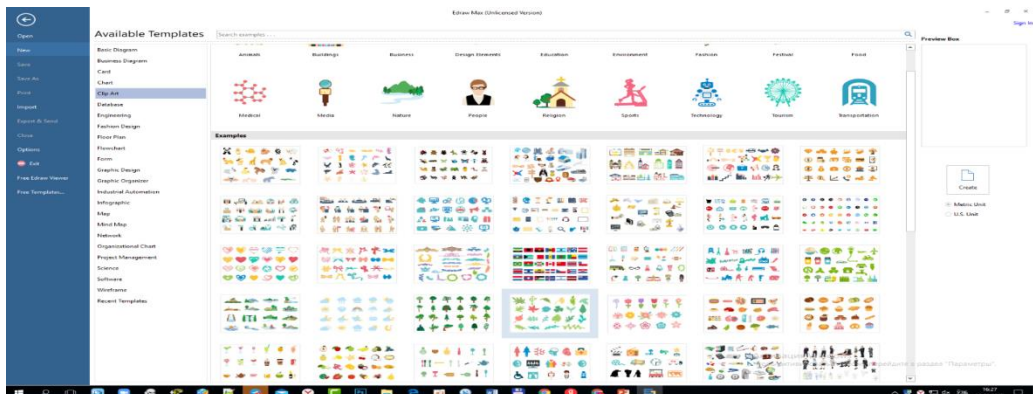 Edraw Max (Unlicensed Version)
Sign In
Open
New
Save
Save As
Print
Import
Export & Send
Close
Options
Exit
Free Edraw Viewer
Free Templates...
Available Templates
Search examples . . .
Basic Diagram
Business Diagram
Card
Chart
Clip Art
Database
Engineering
Fashion Design
Floor Plan
Flowchart
Form
Graphic Design
Graphic Organizer
Industrial Automation
Infographic
Map
Mind Map
Network
Organizational Chart
Project Management
Science
Software
Wireframe
Recent Templates
Animals Buildings Business Design Elements Education Environment Fashion Festival Food
Medical Media Nature People Religion Sports Technology Tourism Transportation
Examples
Preview Box
Create
Metric Unit
U.S. Unit
раздел "Параметры".
16:27